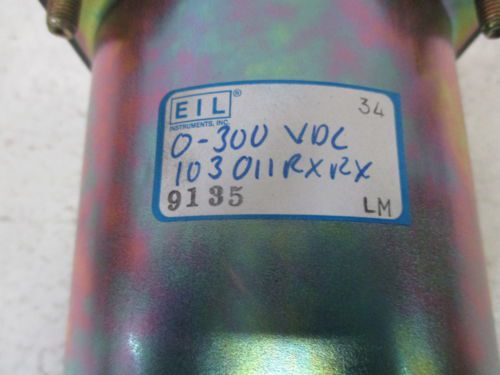 EIL® 34
INSTRUMENTS, INC.
0-300 VDC
103011RXRX
9135 LM